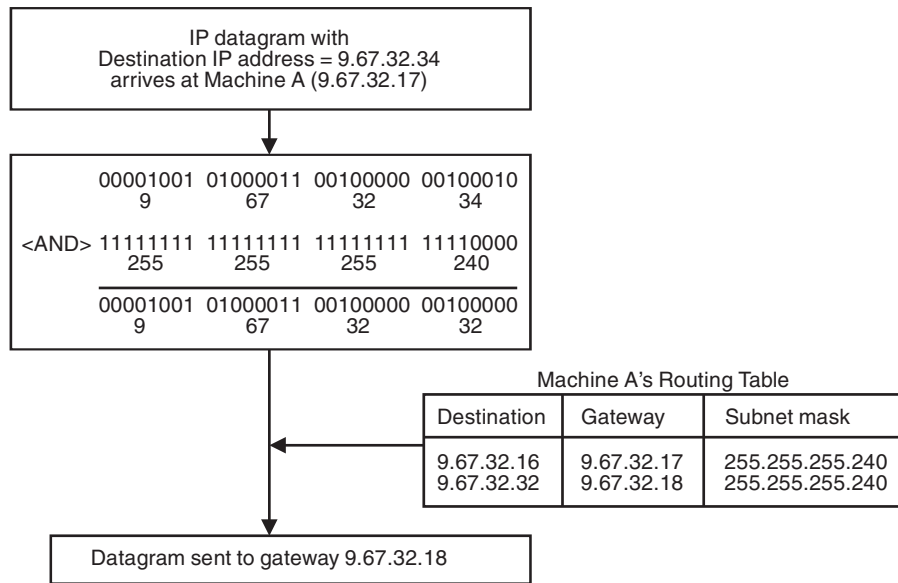 IP datagram with
Destination IP address = 9.67.32.34
arrives at Machine A (9.67.32.17)
00001001 01000011 00100000 00100010
9 67 32 34
<AND> 11111111 11111111 11111111 11110000
255 255 255 240
00001001 01000011 00100000 00100000
9 67 32 32
Machine A's Routing Table
Destination Gateway Subnet mask
9.67.32.16 9.67.32.17 255.255.255.240
9.67.32.32 9.67.32.18 255.255.255.240
Datagram sent to gateway 9.67.32.18